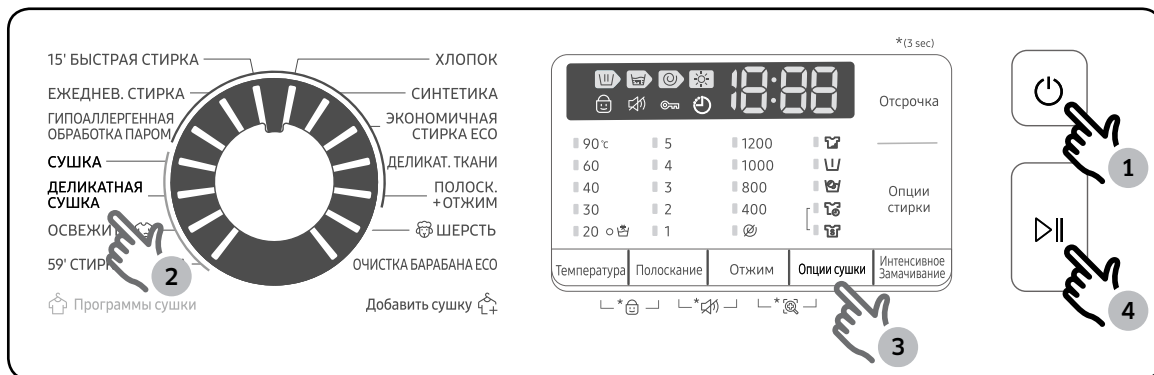 *(3 sec)
15' БЫСТРАЯ СТИРКА
ЕЖЕДНЕВ. СТИРКА
ГИПОАЛЛЕРГЕННАЯ
ОБРАБОТКА ПАРОМ
СУШКА
ДЕЛИКАТНАЯ
СУШКА
ОСВЕЖИТ
59' СТИР
Программы сушки
ХЛОПОК
СИНТЕТИКА
ЭКОНОМИЧНАЯ
СТИРКА ECO
ДЕЛИКАТ. ТКАНИ
ПОЛОСК.
+ОТЖИМ
ШЕРСТЬ
ОЧИСТКА БАРАБАНА ECO
Добавить сушку
18:88
Отсрочка
90℃ 5 1200
60 4 1000
40 3 800
30 2 400
20 1
Опции
стирки
Температура Полоскание Отжим Опции сушки
Интенсивное
Замачивание
* * *
1
2
3
4